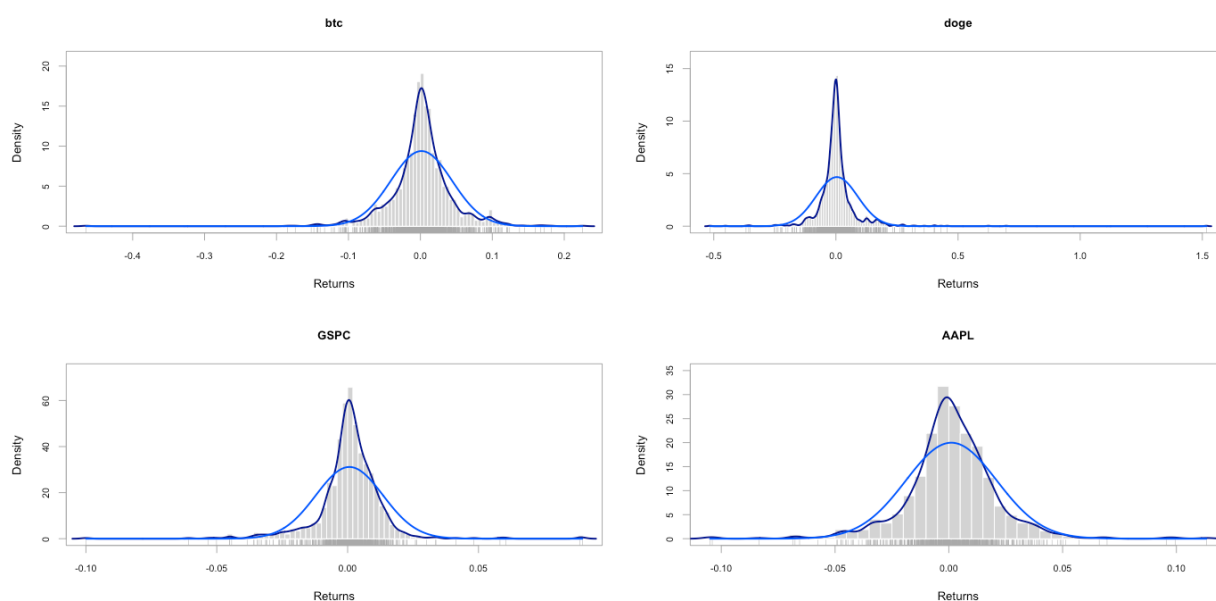 btc
Density
0 5 10 15 20
-0.4 -0.3 -0.2 -0.1 0.0 0.1 0.2
Returns
doge
Density
0 5 10 15
-0.5 0.0 0.5 1.0 1.5
Returns
GSPC
Density
0 20 40 60
-0.10 -0.05 0.00 0.05
Returns
AAPL
Density
0 5 10 15 20 25 30 35
-0.10 -0.05 0.00 0.05 0.10
Returns